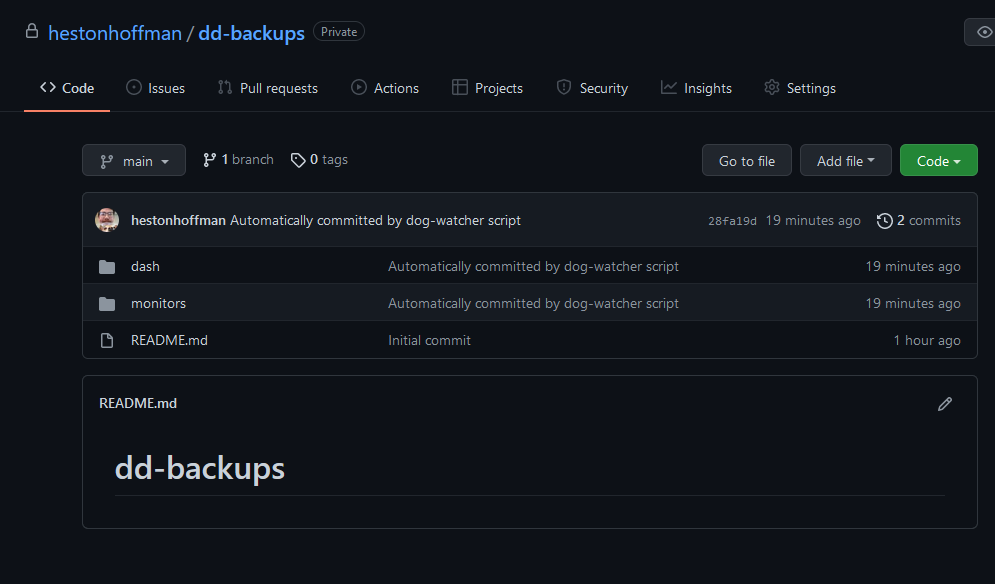 hestonhoffman / dd-backups Private
Code Issues Pull requests Actions Projects Security Insights Settings
main 1 branch 0 tags Go to file Add file Code
hestonhoffman Automatically committed by dog-watcher script 28fa19d 19 minutes ago 2 commits
dash Automatically committed by dog-watcher script 19 minutes ago
monitors Automatically committed by dog-watcher script 19 minutes ago
README.md Initial commit 1 hour ago
README.md
dd-backups